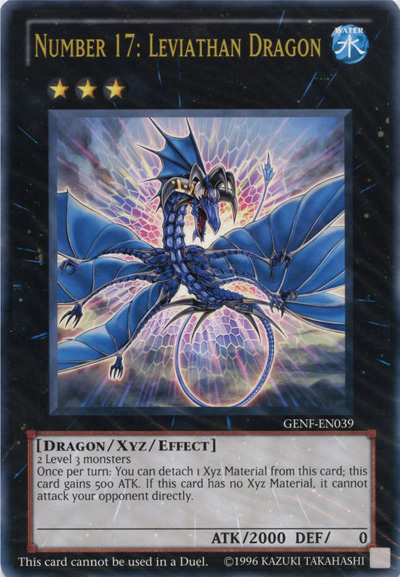 NUMBER 17: LEVIATHAN DRAGON
WATER
水
GENF-EN039
[DRAGON/XYZ/EFFECT]
2 Level 3 monsters
Once per turn: You can detach 1 Xyz Material from this card; this
card gains 500 ATK. If this card has no Xyz Material, it cannot
attack your opponent directly.
ATK/2000 DEF/ 0
This card cannot be used in a Duel. ©1996 KAZUKI TAKAHASHI